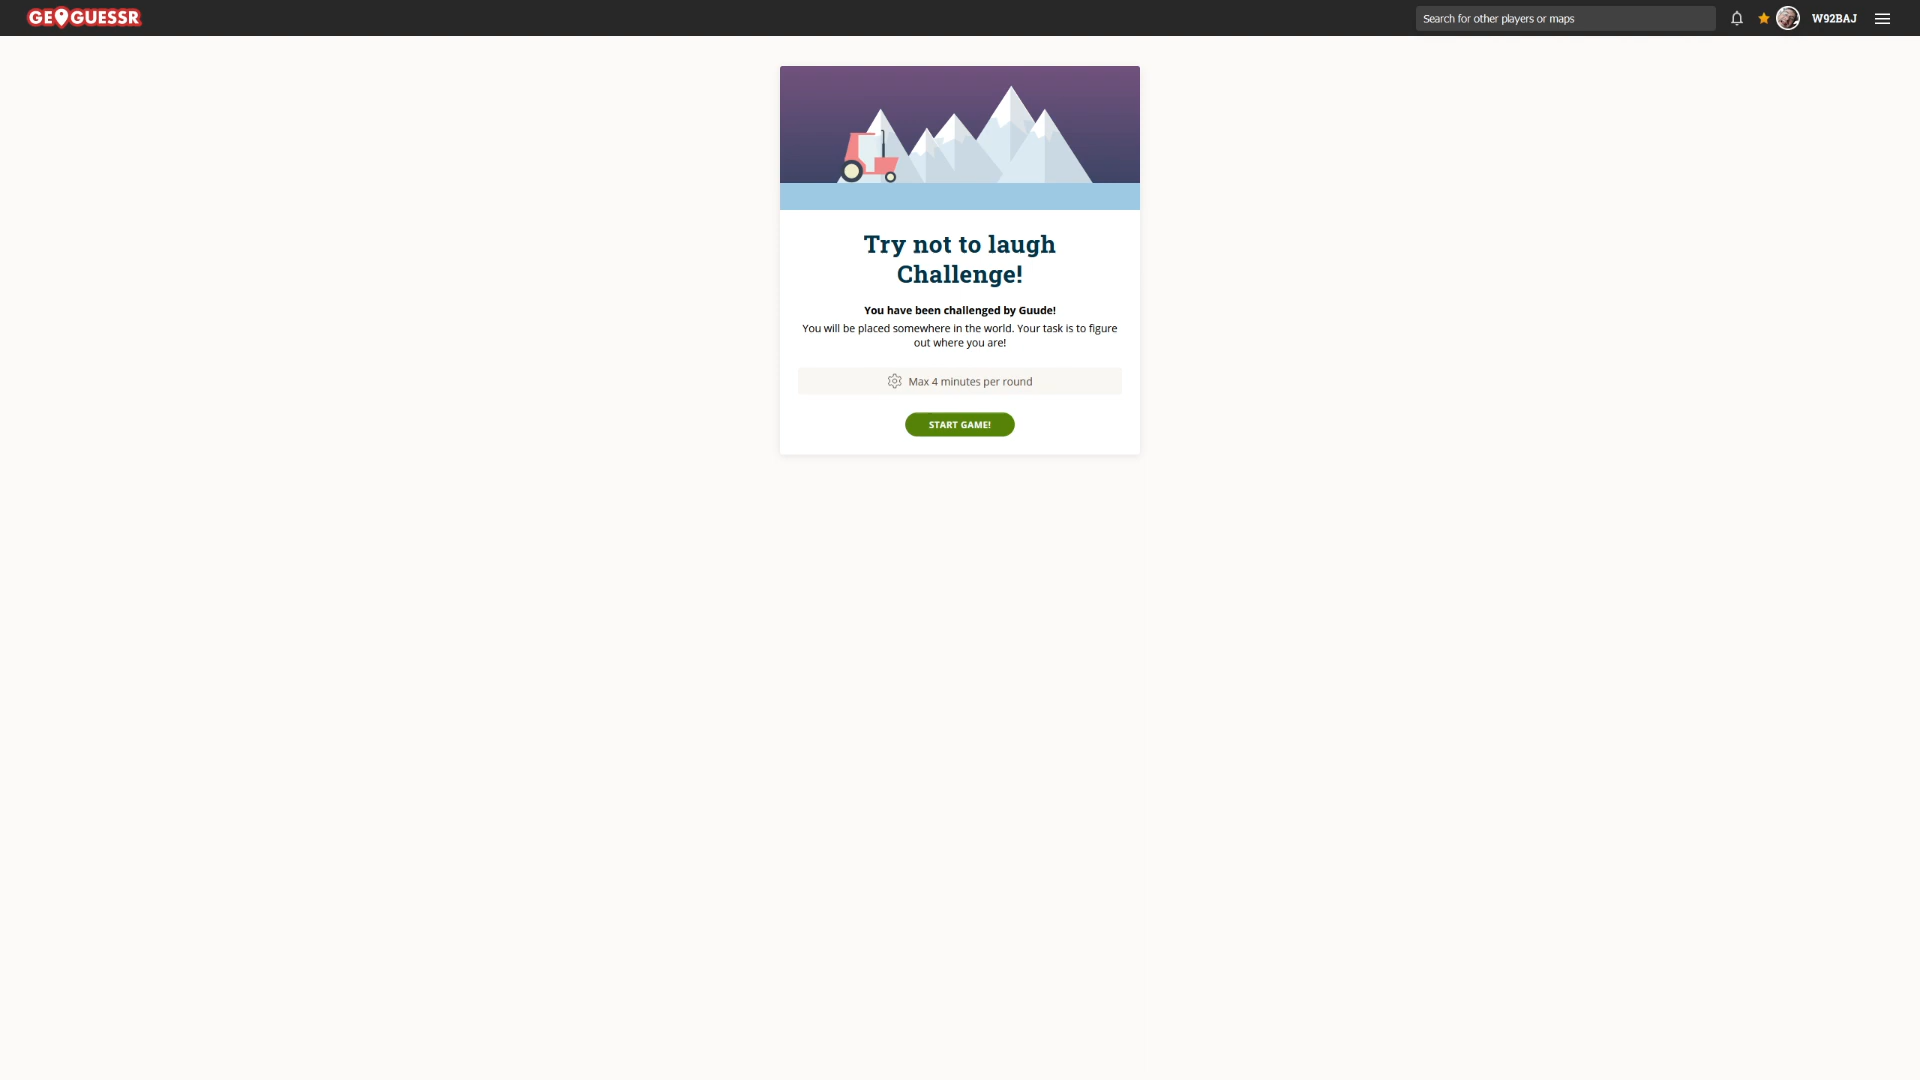 GEOGUESSR
Search for other players or maps
W92BAJ
Try not to laugh
Challenge!
You have been challenged by Guude!
You will be placed somewhere in the world. Your task is to figure
out where you are!
Max 4 minutes per round
START GAME!